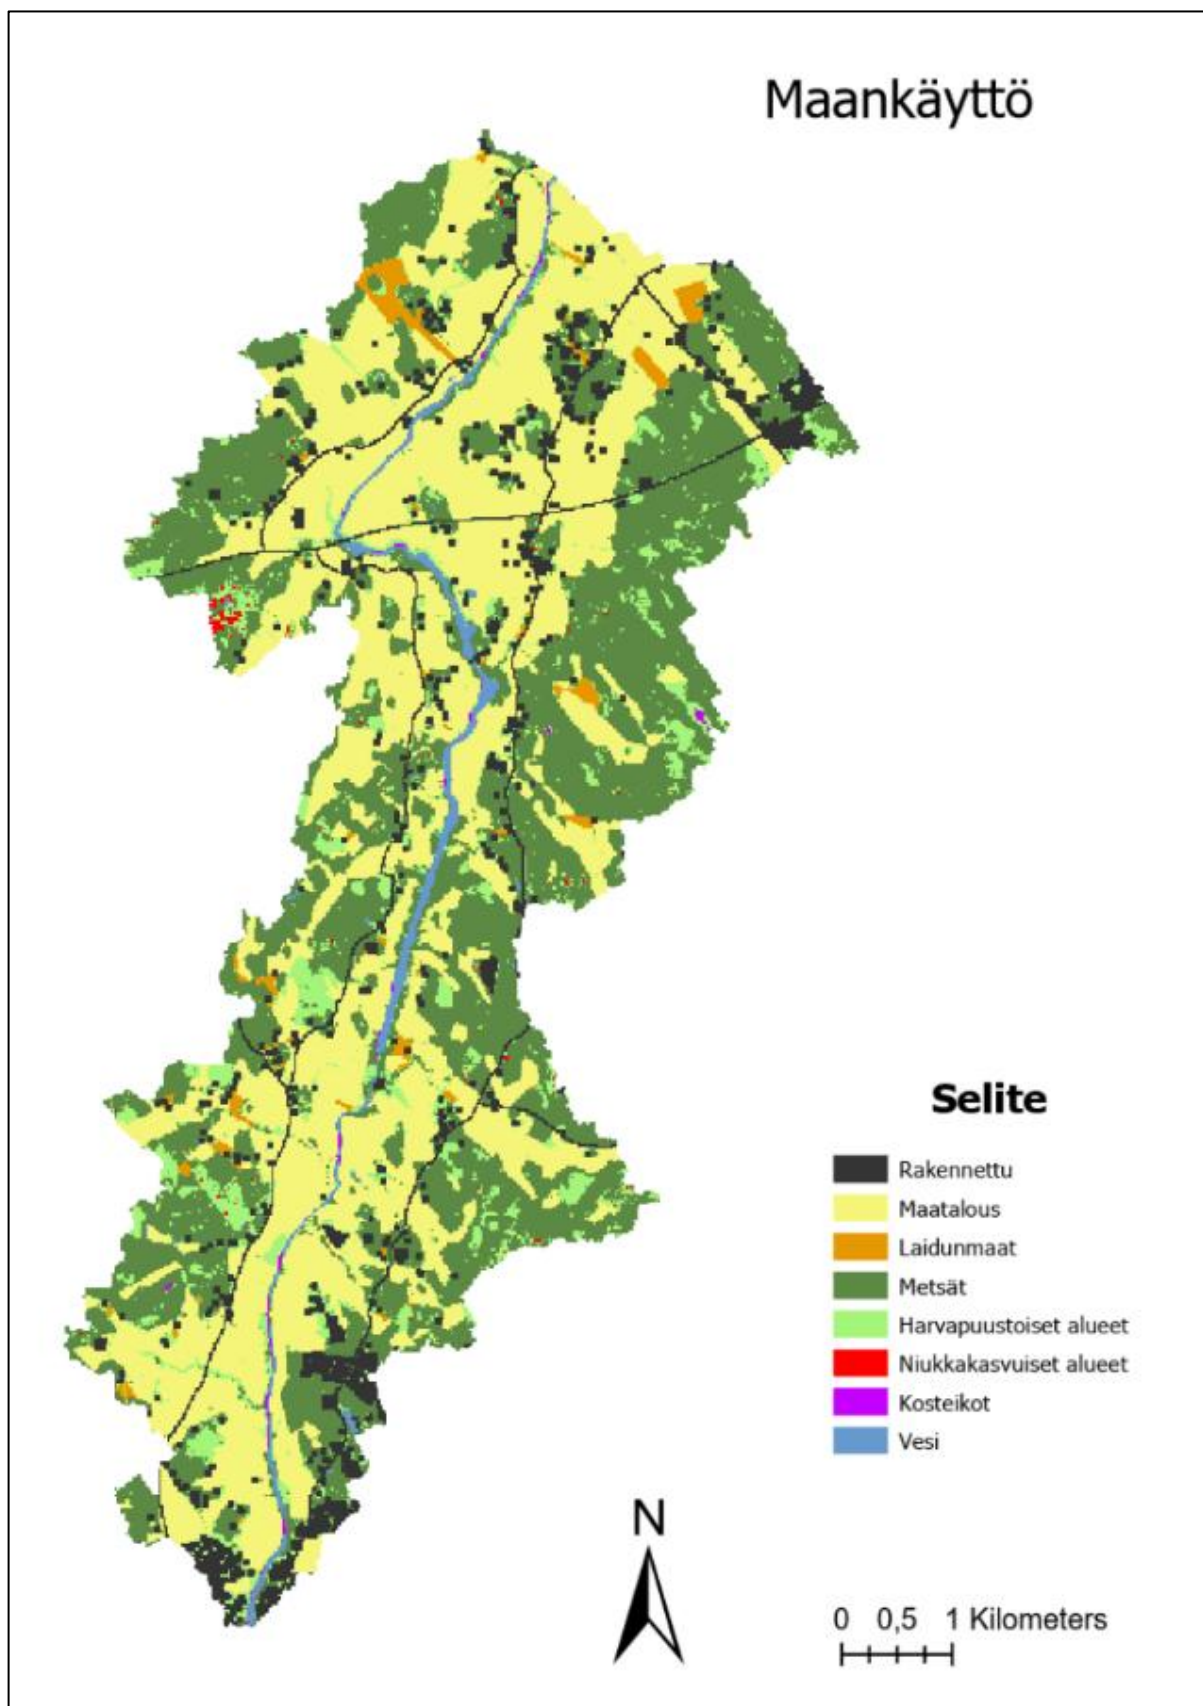 Maankäyttö
Selite
Rakennettu
Maatalous
Laidunmaat
Metsät
Harvapuustoiset alueet
Niukkakasvuiset alueet
Kosteikot
Vesi
N
0 0,5 1 Kilometers